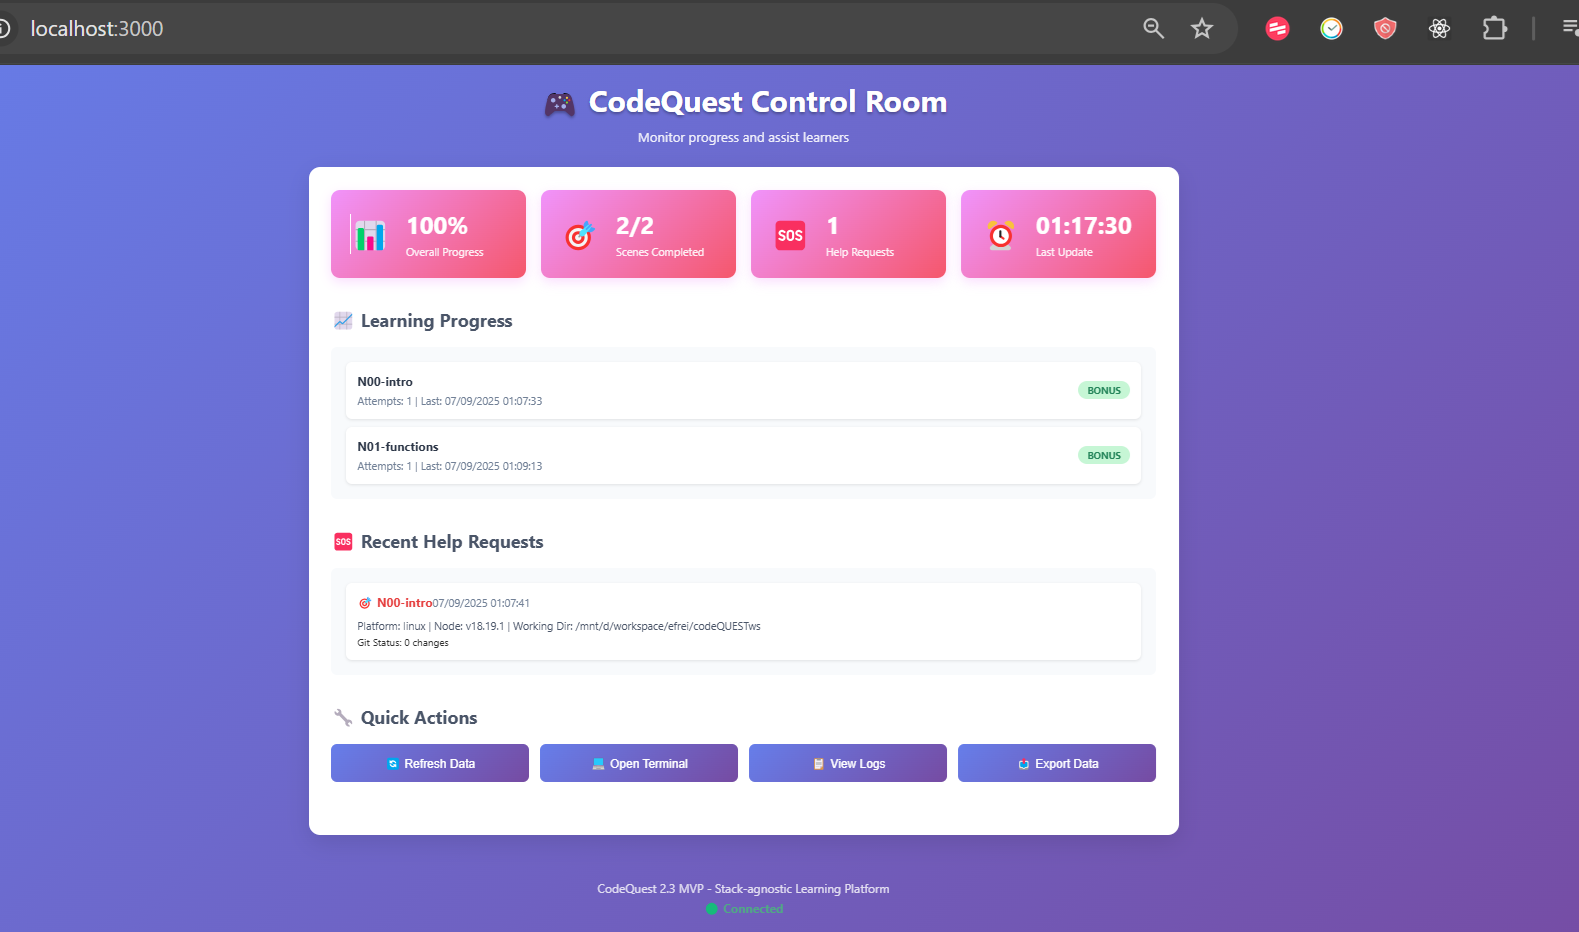 localhost:3000
CodeQuest Control Room
Monitor progress and assist learners
100%
Overall Progress
2/2
Scenes Completed
SOS
1
Help Requests
01:17:30
Last Update
Learning Progress
N00-intro
Attempts: 1 | Last: 07/09/2025 01:07:33
BONUS
N01-functions
Attempts: 1 | Last: 07/09/2025 01:09:13
BONUS
SOS Recent Help Requests
N00-intro07/09/2025 01:07:41
Platform: linux | Node: v18.19.1 | Working Dir: /mnt/d/workspace/efrei/codeQUESTws
Git Status: 0 changes
Quick Actions
Refresh Data
Open Terminal
View Logs
Export Data
CodeQuest 2.3 MVP - Stack-agnostic Learning Platform
Connected